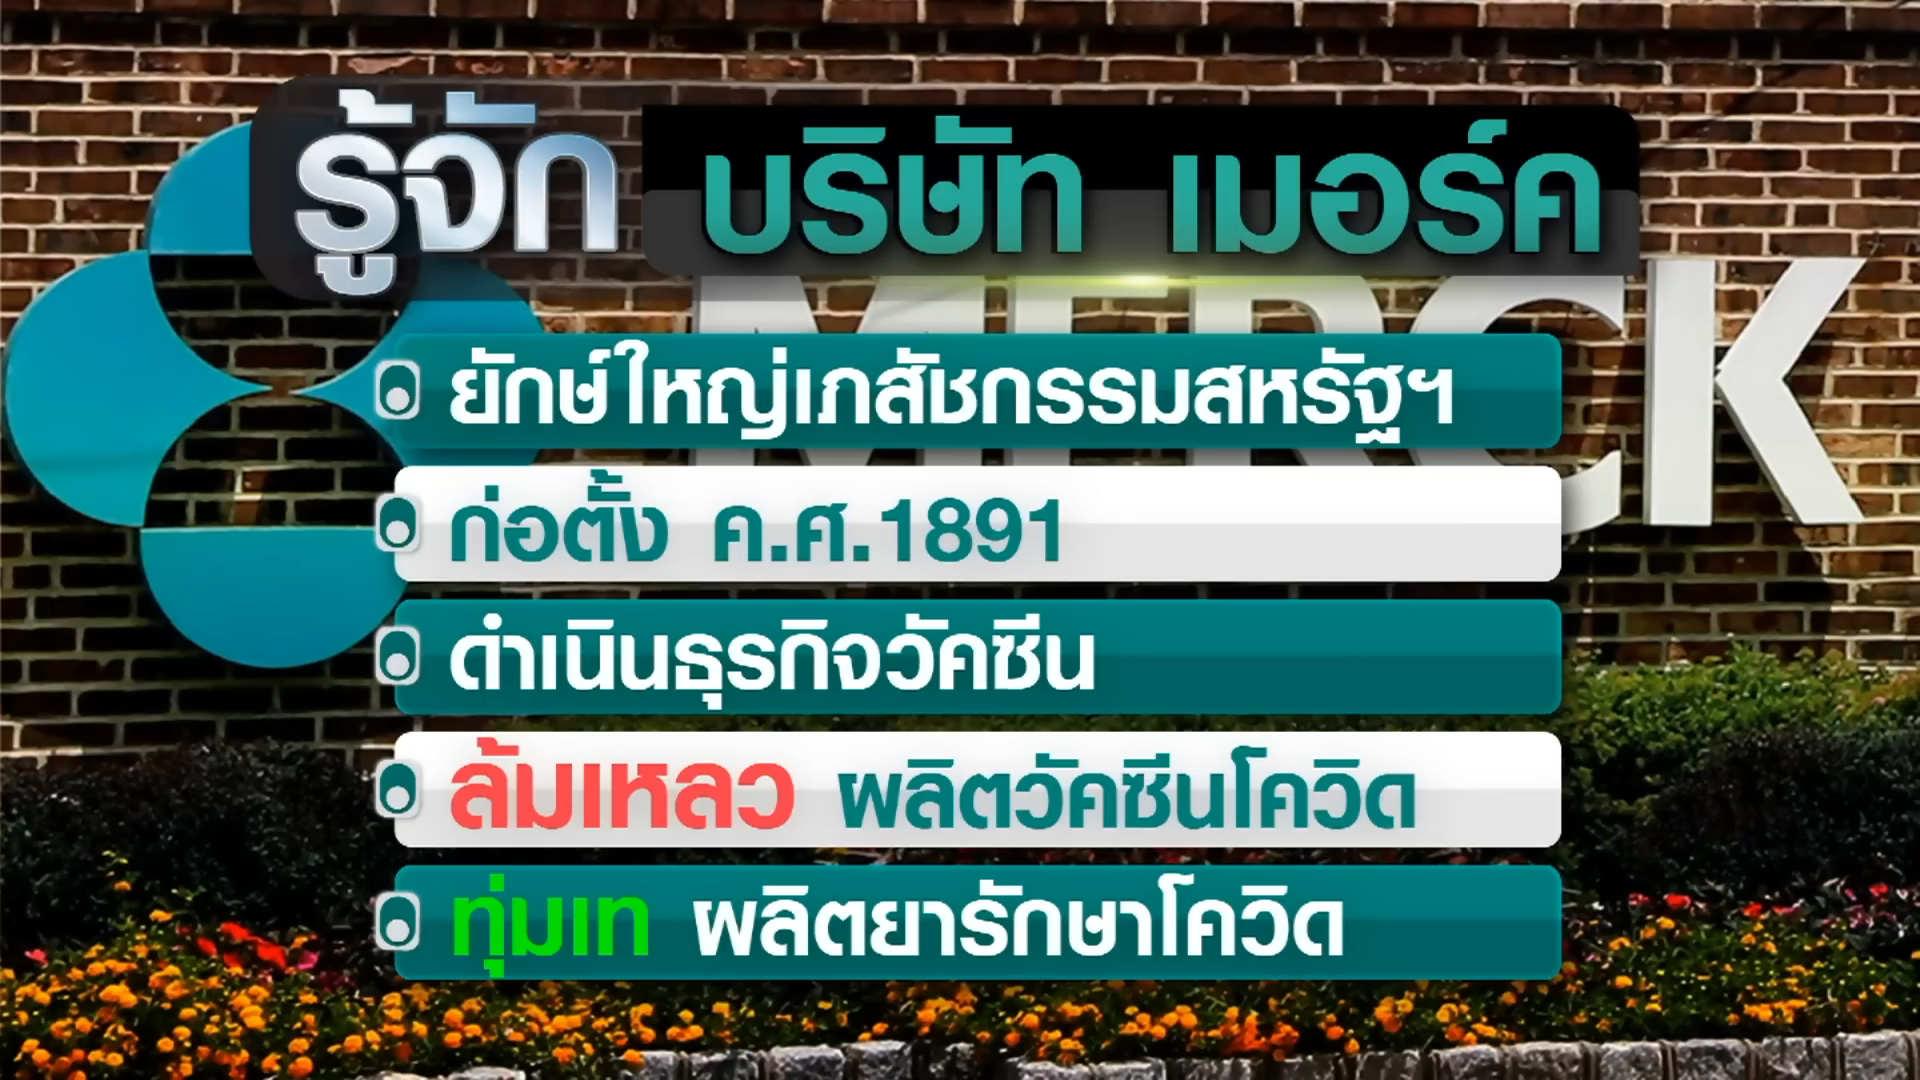 รู้จัก บริษัท เมอร์ค
MERCK
ยักษ์ใหญ่เภสัชกรรมสหรัฐฯ
ก่อตั้ง ค.ศ.1891
ดำเนินธุรกิจวัคซีน
ล้มเหลว ผลิตวัคซีนโควิด
ทุ่มเท ผลิตยารักษาโควิด